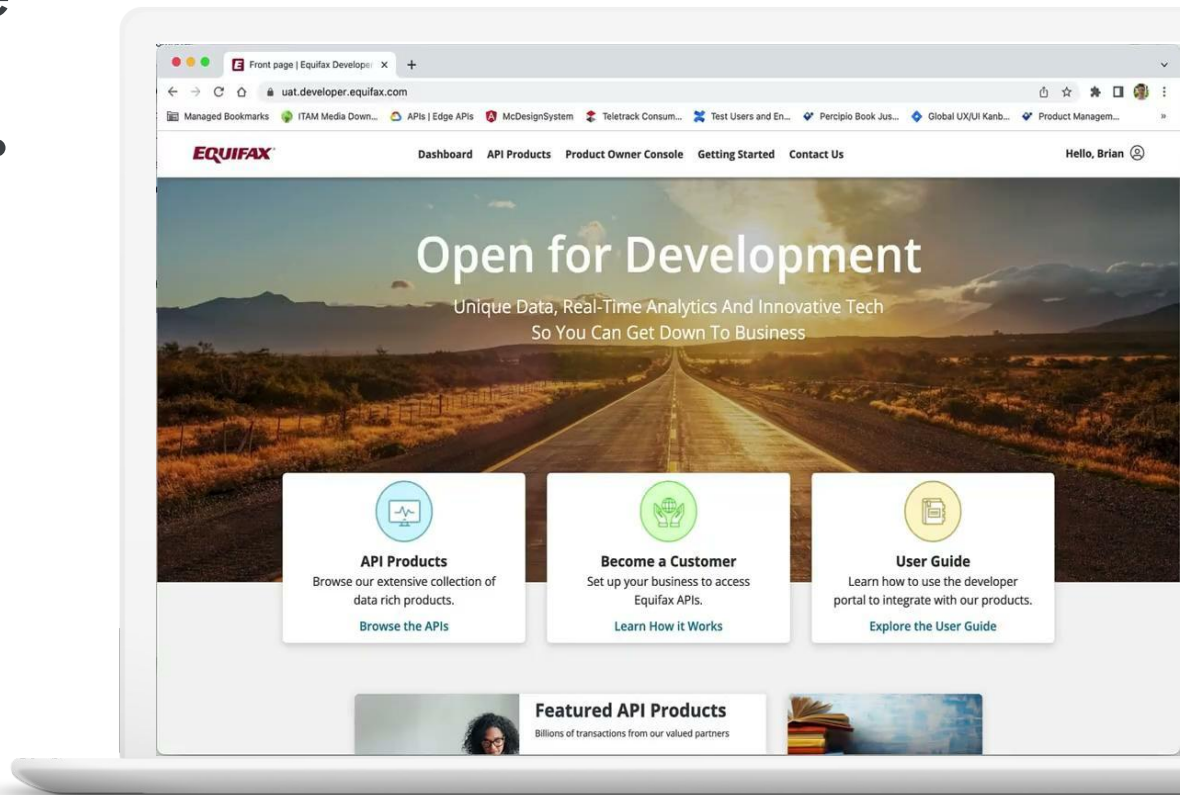 Front page | Equifax Developer
uat.developer.equifax.com
Managed Bookmarks ITAM Media Down... APIs | Edge APIs McDesignSystem Teletrack Consum... Test Users and En... Percipio Book Jus... Global UX/UI Kanb... Product Managem... »
EQUIFAX Dashboard API Products Product Owner Console Getting Started Contact Us Hello, Brian
Open for Development
Unique Data, Real-Time Analytics And Innovative Tech
So You Can Get Down To Business
API Products
Browse our extensive collection of
data rich products.
Browse the APIs
Become a Customer
Set up your business to access
Equifax APIs.
Learn How it Works
User Guide
Learn how to use the developer
portal to integrate with our products.
Explore the User Guide
Featured API Products
Billions of transactions from our valued partners